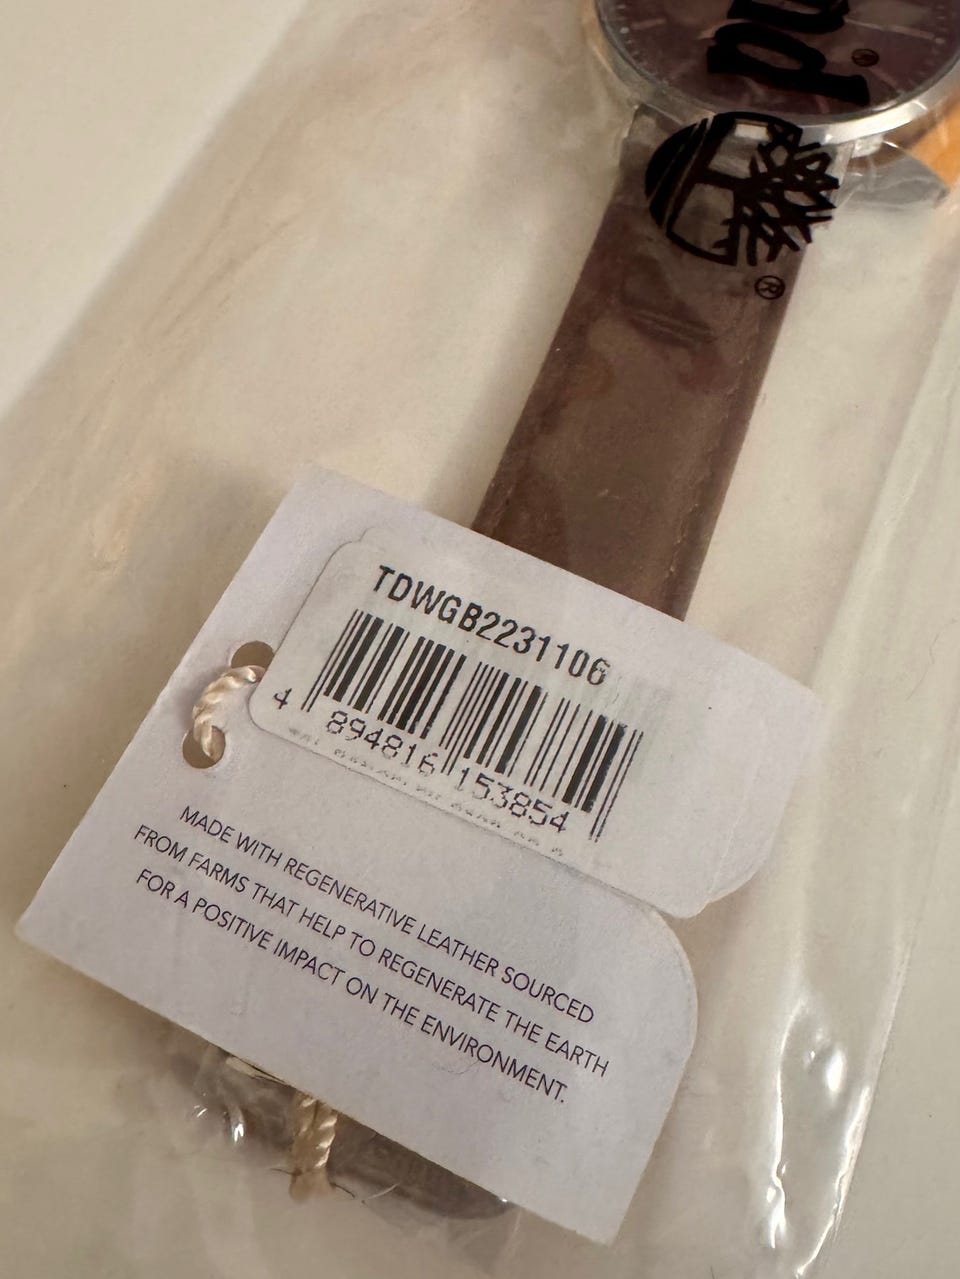 nd®
®
TDWGB2231106
4 894816 153854
MADE WITH REGENERATIVE LEATHER SOURCED
FROM FARMS THAT HELP TO REGENERATE THE EARTH
FOR A POSITIVE IMPACT ON THE ENVIRONMENT.